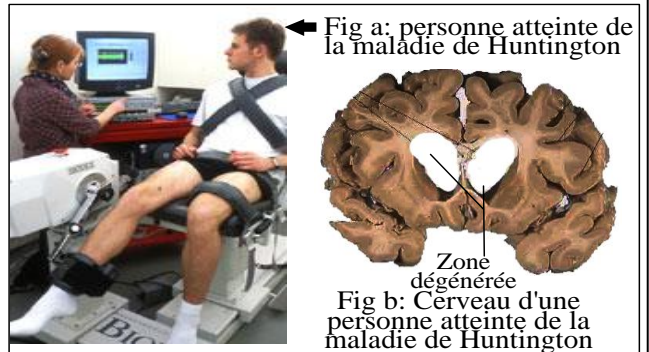 Fig a: personne atteinte de
la maladie de Huntington
Zone
dégénérée
Fig b: Cerveau d'une
personne atteinte de la
maladie de Huntington